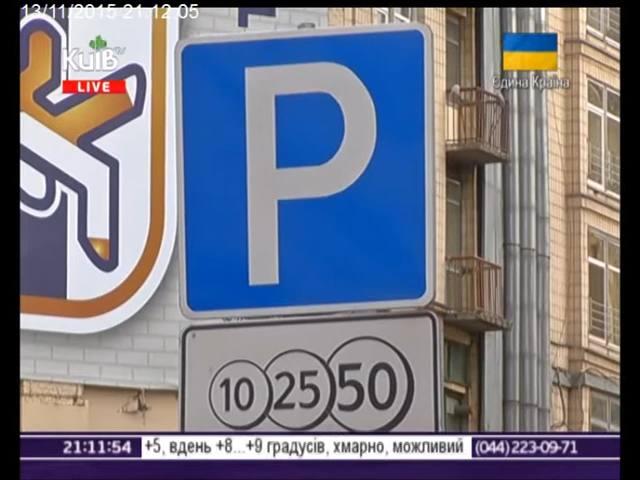 13/11/2015 21:12:05
Київ TV
LIVE
Єдина Країна
P
10 25 50
21:11:54 +5, вдень +8...+9 градусів, хмарно, можливий (044) 223-09-71